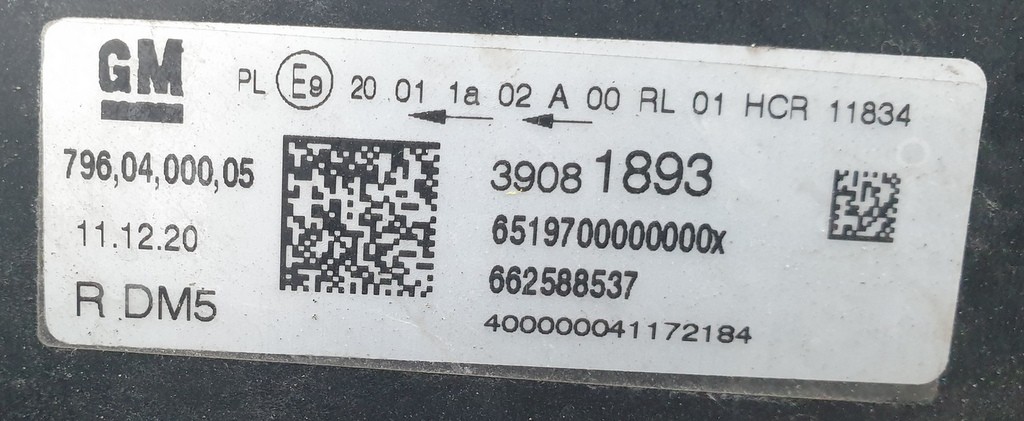 GM
PL E9 20 01 1a 02 A 00 RL 01 HCR 11834
796,04,000,05
11.12.20
R DM5
3908 1893
6519700000000x
662588537
400000041172184